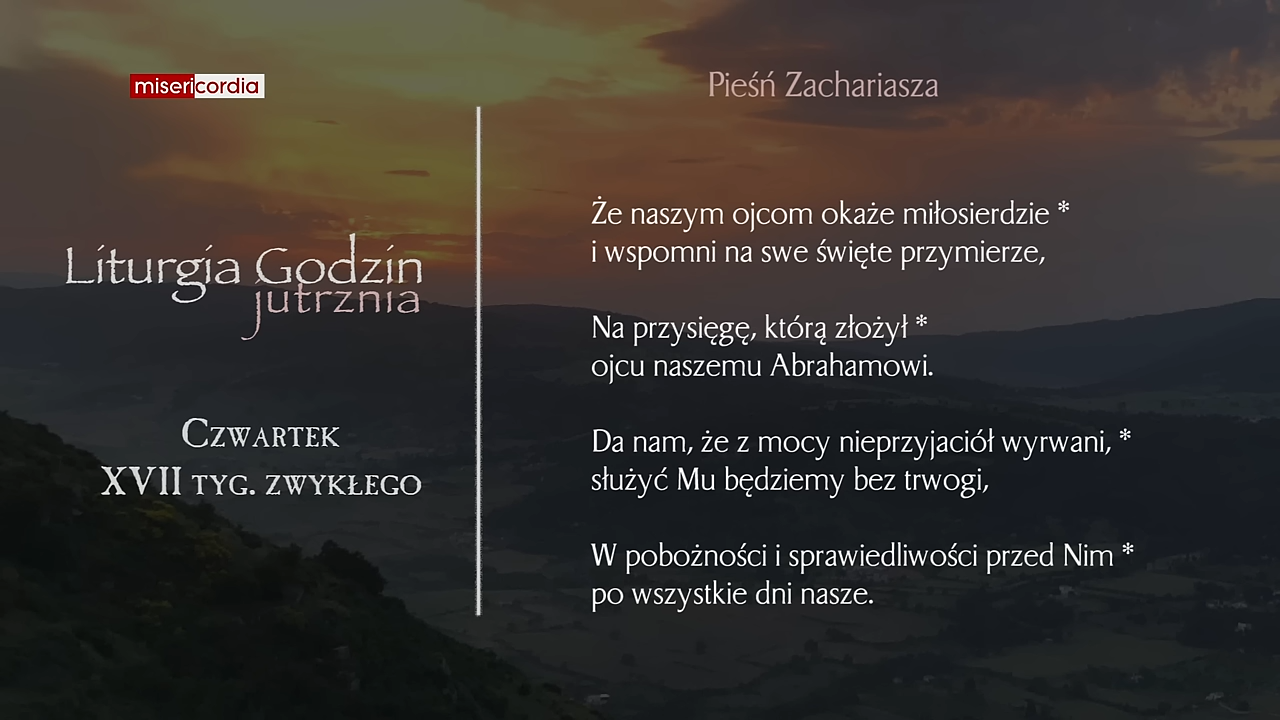 misericordia
Liturgia Godzin
jutrznia
Czwartek
XVII tyg. zwykłego
Pieśń Zachariasza
Że naszym ojcom okaże miłosierdzie *
i wspomni na swe święte przymierze,
Na przysięgę, którą złożył *
ojcu naszemu Abrahamowi.
Da nam, że z mocy nieprzyjaciół wyrwani, *
służyć Mu będziemy bez trwogi,
W pobożności i sprawiedliwości przed Nim *
po wszystkie dni nasze.